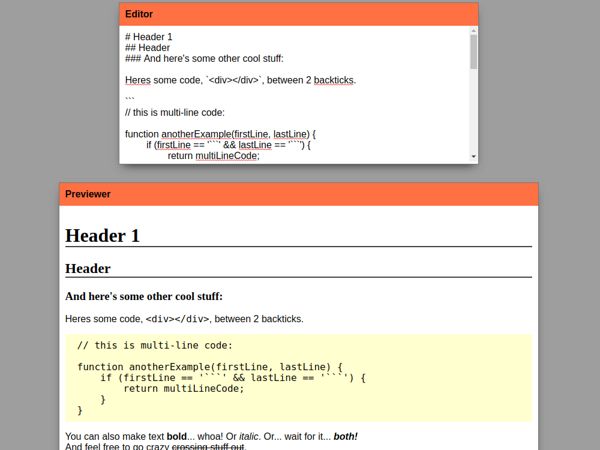 Editor
# Header 1
## Header
### And here's some other cool stuff:
Heres some code, `<div></div>`, between 2 backticks.
```
// this is multi-line code:
function anotherExample(firstLine, lastLine) {
if (firstLine == '```' && lastLine == '```') {
return multiLineCode;
Previewer
Header 1
Header
And here's some other cool stuff:
Heres some code, <div></div>, between 2 backticks.
// this is multi-line code:
function anotherExample(firstLine, lastLine) {
if (firstLine == '```' && lastLine == '```') {
return multiLineCode;
}
}
You can also make text bold... whoa! Or italic. Or... wait for it... both!
And feel free to go crazy crossing stuff out.